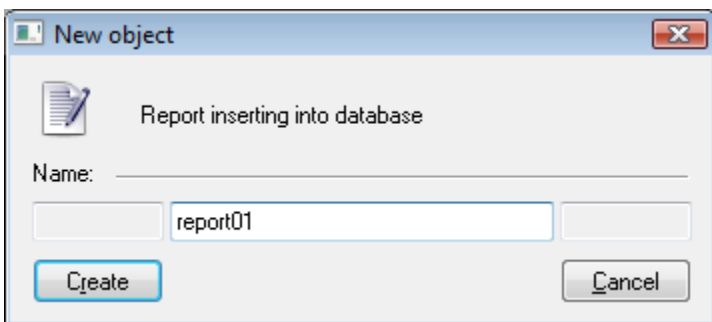 New object
Report inserting into database
Name:
report01
Create
Cancel